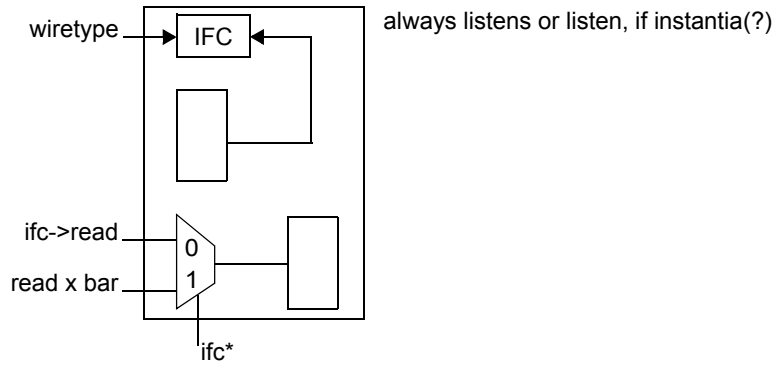 wiretype
IFC
always listens or listen, if instantia(?)
ifc->read
0
read x bar
1
ifc*